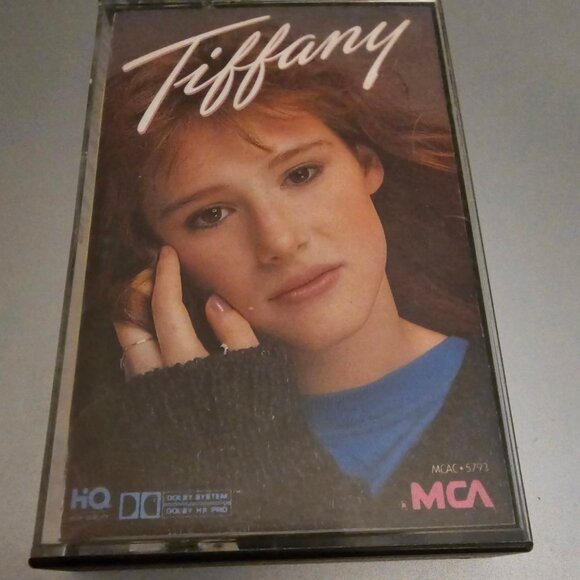 Tiffany
MCAC • 5793
HQ
DOLBY SYSTEM
DOLBY HX PRO
MCA